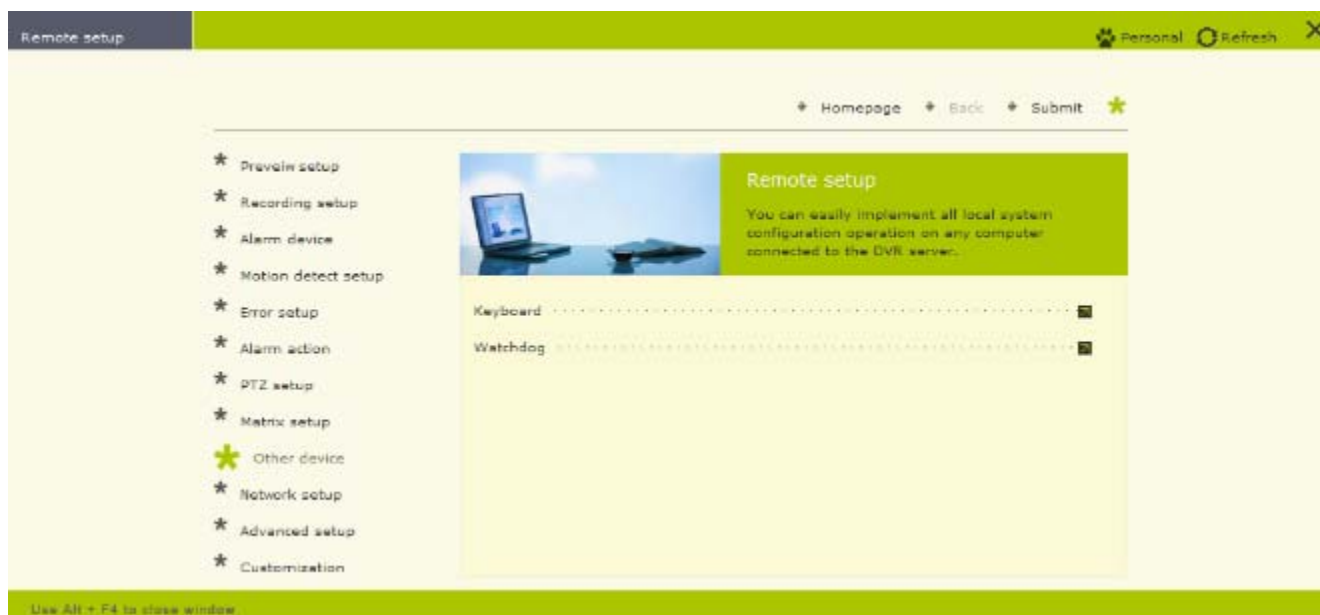 Remote setup
Personal Refresh
Homepage Back Submit
Preveiw setup
Recording setup
Alarm device
Motion detect setup
Error setup
Alarm action
PTZ setup
Matrix setup
Other device
Network setup
Advanced setup
Customization
Remote setup
You can easily implement all local system
configuration operation on any computer
connected to the DVR server.
Keyboard
Watchdog
Use Alt + F4 to close window